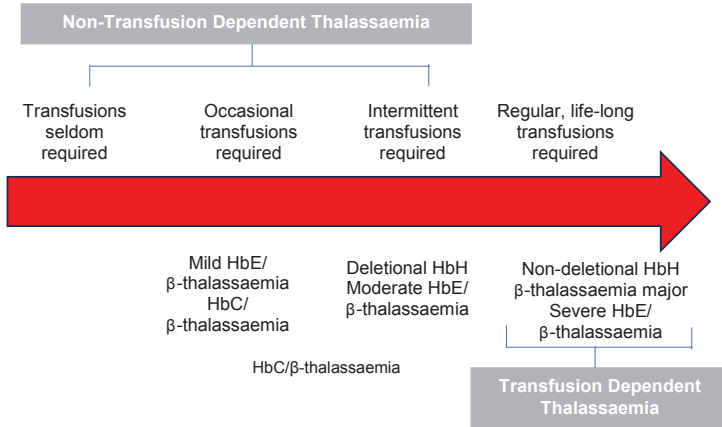 Non-Transfusion Dependent Thalassaemia
Transfusions
seldom
required
Occasional
transfusions
required
Intermittent
transfusions
required
Regular, life-long
transfusions
required
Mild HbE/
β-thalassaemia
HbC/
β-thalassaemia
Deletional HbH
Moderate HbE/
β-thalassaemia
Non-deletional HbH
β-thalassaemia major
Severe HbE/
β-thalassaemia
HbC/β-thalassaemia
Transfusion Dependent
Thalassaemia